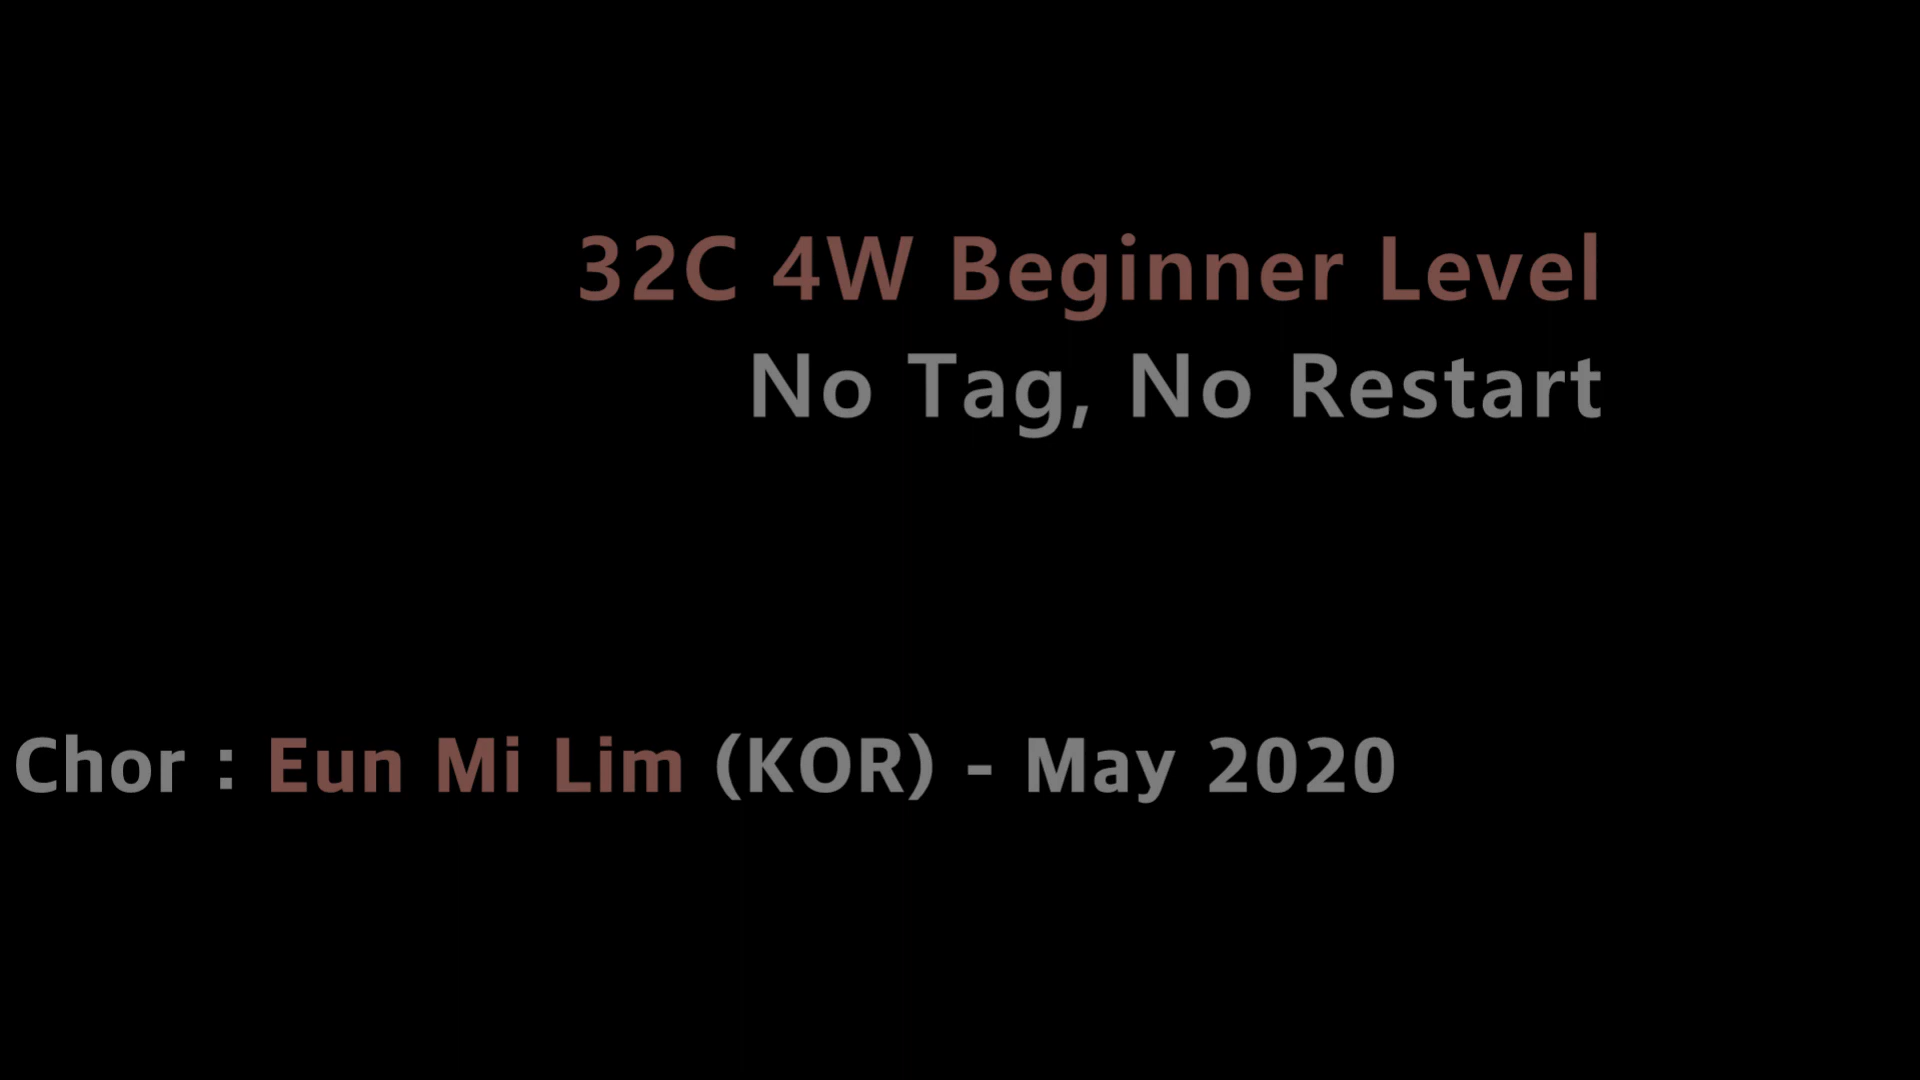 32C 4W Beginner Level
No Tag, No Restart
Chor : Eun Mi Lim (KOR) - May 2020